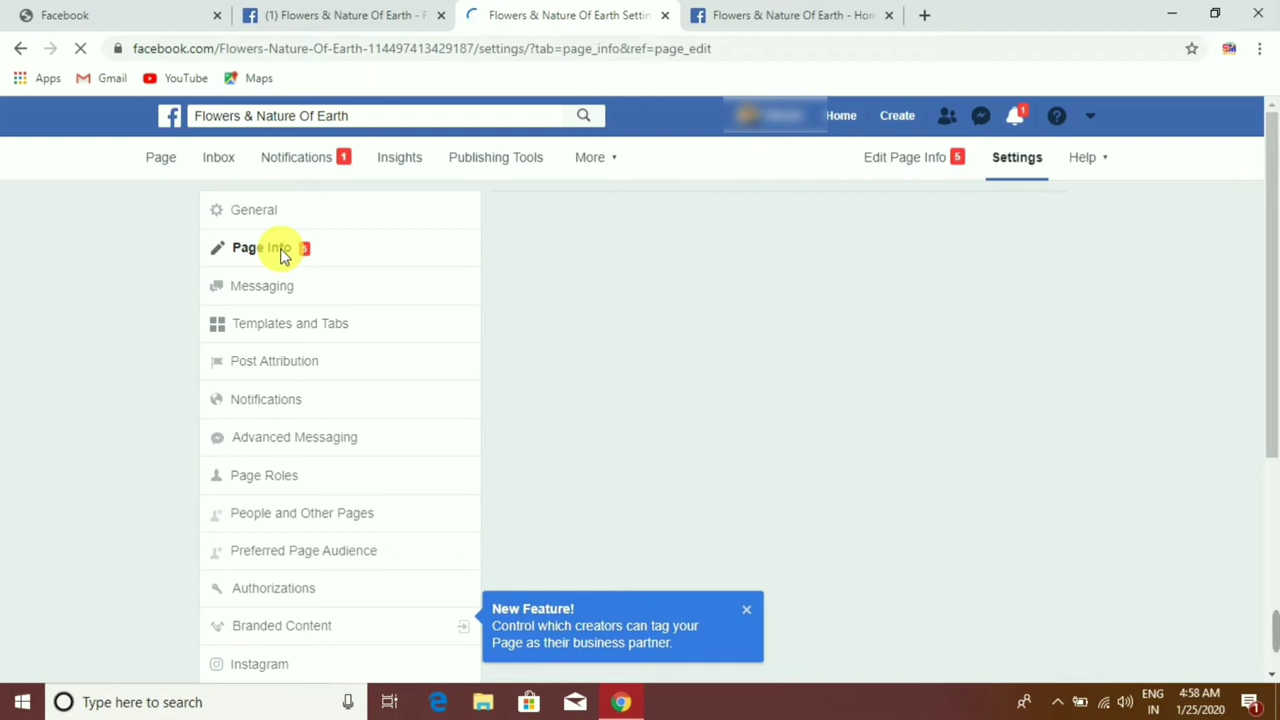 Facebook
(1) Flowers & Nature Of Earth - F
Flowers & Nature Of Earth Settin
Flowers & Nature Of Earth - Hom
facebook.com/Flowers-Nature-Of-Earth-114497413429187/settings/?tab=page_info&ref=page_edit
Apps
Gmail
YouTube
Maps
Flowers & Nature Of Earth
Home
Create
1
Page
Inbox
Notifications 1
Insights
Publishing Tools
More
Edit Page Info 5
Settings
Help
General
Page Info 5
Messaging
Templates and Tabs
Post Attribution
Notifications
Advanced Messaging
Page Roles
People and Other Pages
Preferred Page Audience
Authorizations
Branded Content
New Feature!
Control which creators can tag your
Page as their business partner.
Instagram
Type here to search
ENG
IN
4:58 AM
1/25/2020
1